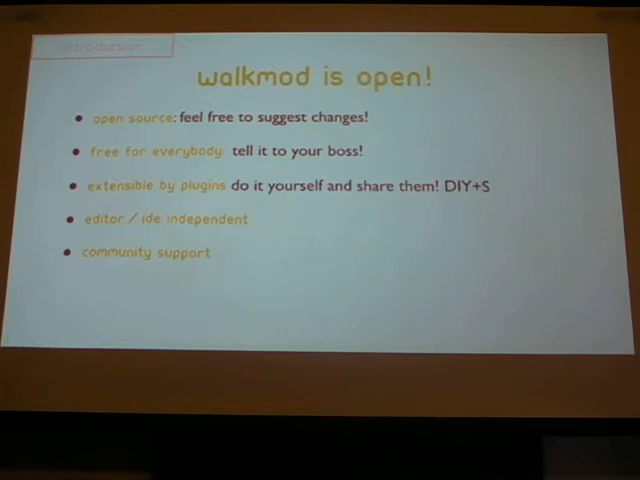 introduction
walkmod is open!
• open source: feel free to suggest changes!
• free for everybody: tell it to your boss!
• extensible by plugins do it yourself and share them! DIY+S
• editor / ide independent
• community support